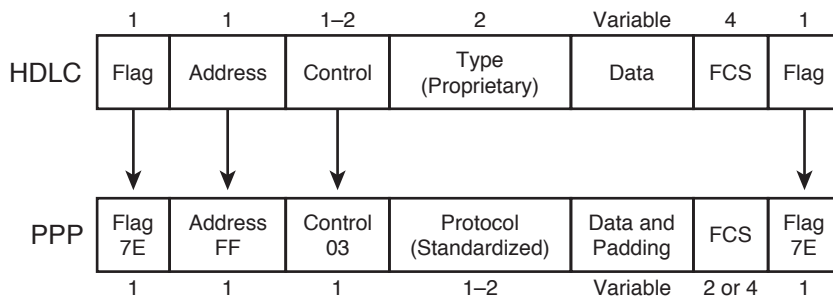 1 1 1–2 2 Variable 4 1
HDLC Flag Address Control Type (Proprietary) Data FCS Flag
PPP Flag 7E Address FF Control 03 Protocol (Standardized) Data and Padding FCS Flag 7E
1 1 1 1–2 Variable 2 or 4 1